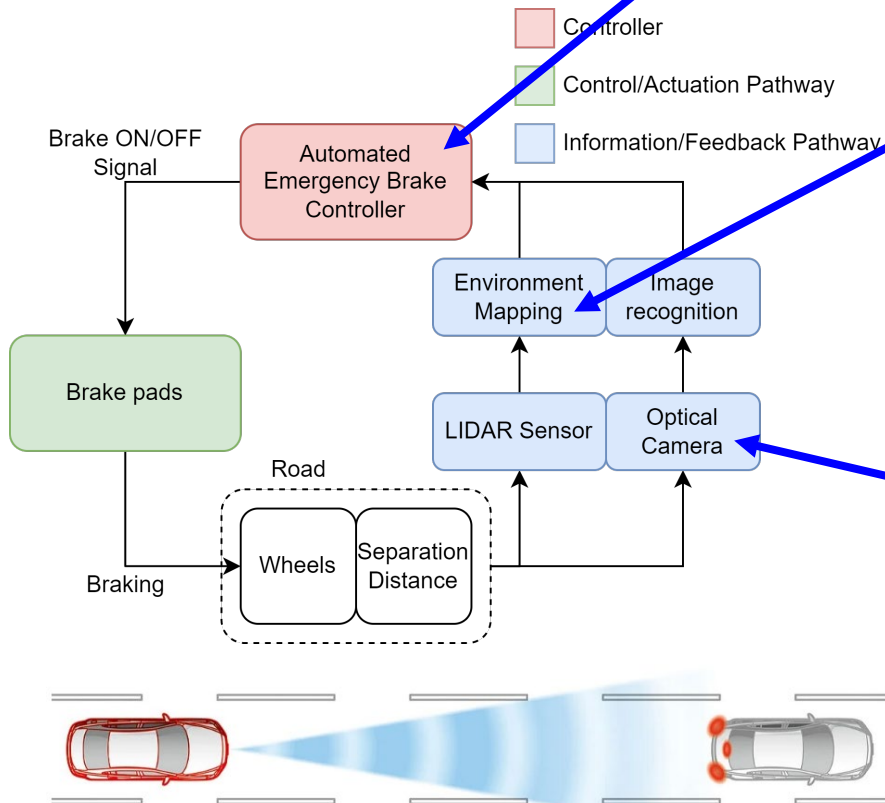 Controller
Control/Actuation Pathway
Information/Feedback Pathway
Brake ON/OFF
Signal
Automated
Emergency Brake
Controller
Environment
Mapping
Image
recognition
Brake pads
LIDAR Sensor
Optical
Camera
Road
Wheels
Separation
Distance
Braking